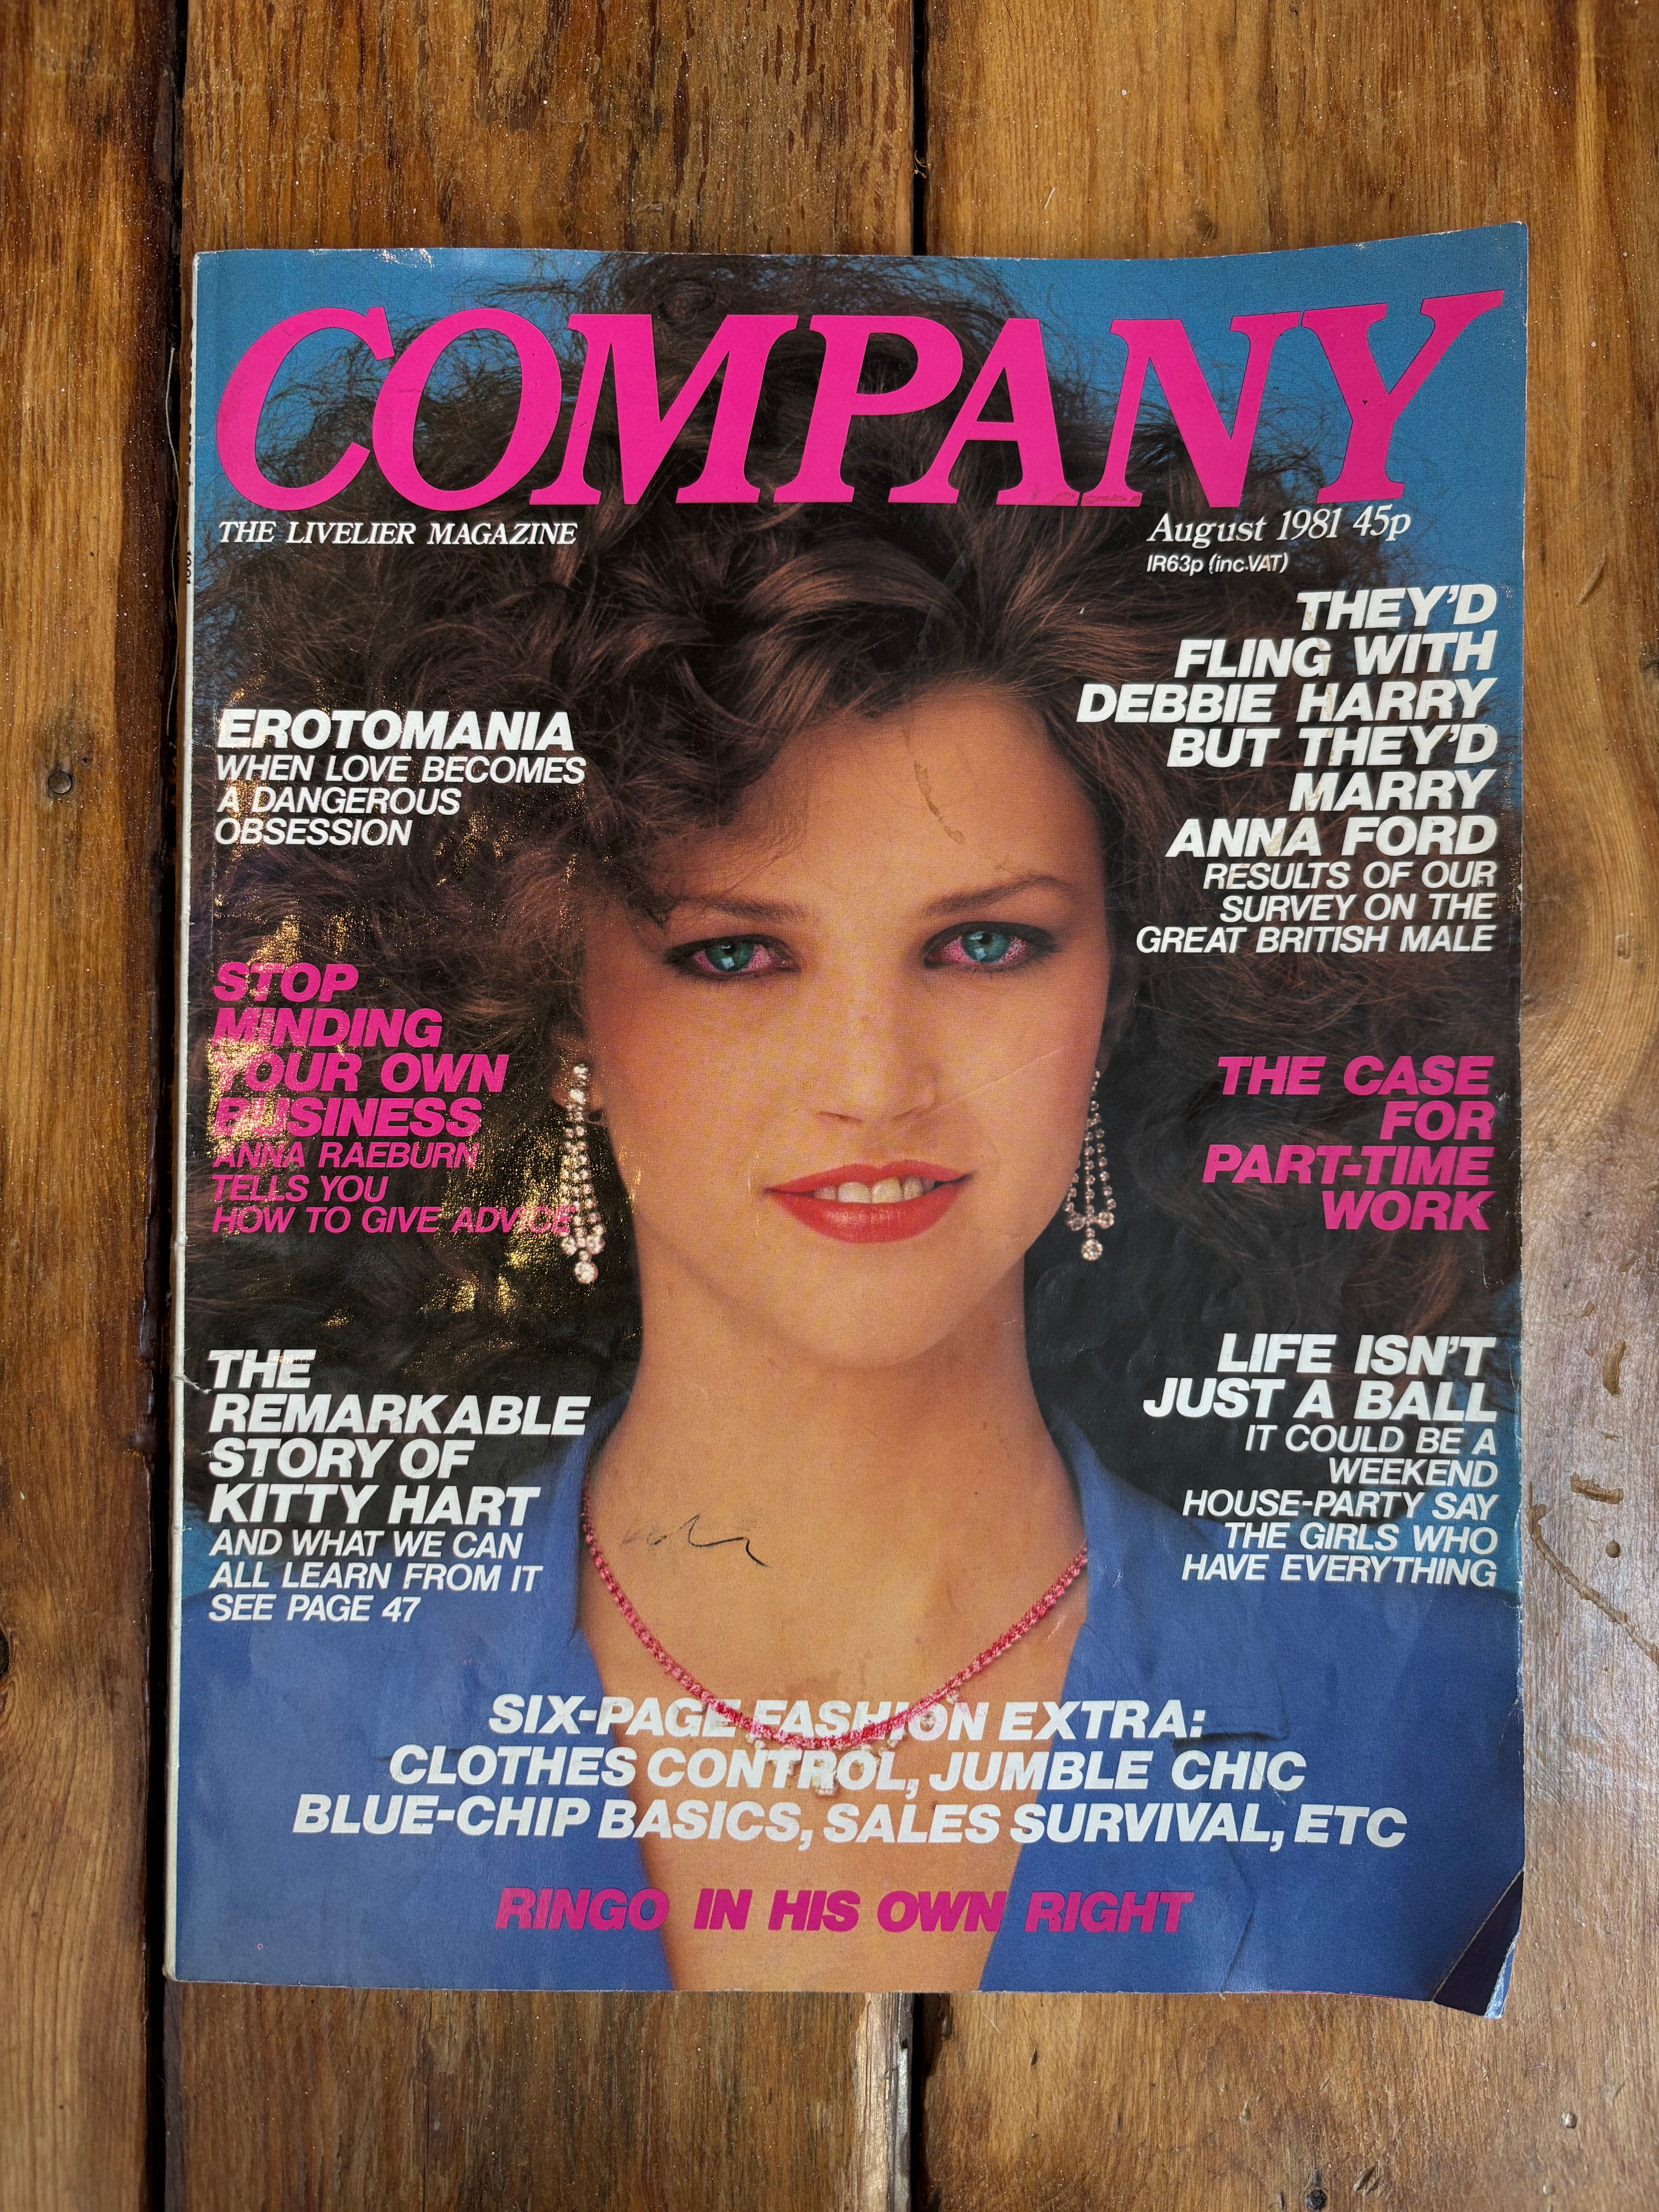 COMPANY
THE LIVELIER MAGAZINE
August 1981 45p
IR63p (inc.VAT)
THEY'D
FLING WITH
DEBBIE HARRY
BUT THEY'D
MARRY
ANNA FORD
RESULTS OF OUR
SURVEY ON THE
GREAT BRITISH MALE
EROTOMANIA
WHEN LOVE BECOMES
A DANGEROUS
OBSESSION
STOP
MINDING
YOUR OWN
BUSINESS
ANNA RAEBURN
TELLS YOU
HOW TO GIVE ADVICE
THE CASE
FOR
PART-TIME
WORK
THE
REMARKABLE
STORY OF
KITTY HART
AND WHAT WE CAN
ALL LEARN FROM IT
SEE PAGE 47
LIFE ISN'T
JUST A BALL
IT COULD BE A
WEEKEND
HOUSE-PARTY SAY
THE GIRLS WHO
HAVE EVERYTHING
SIX-PAGE FASHION EXTRA:
CLOTHES CONTROL, JUMBLE CHIC
BLUE-CHIP BASICS, SALES SURVIVAL, ETC
RINGO IN HIS OWN RIGHT